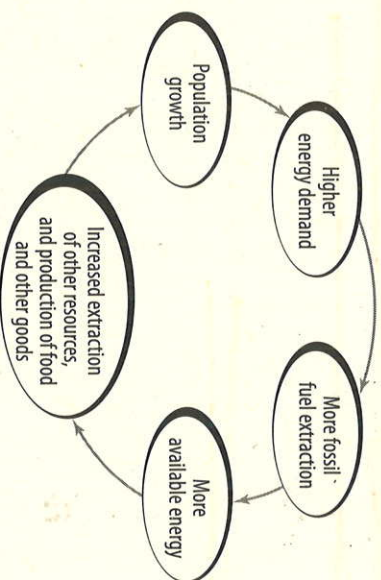 Population
growth
Higher
energy demand
More fossil
fuel extraction
More
available energy
Increased extraction
of other resources,
and production of food
and other goods